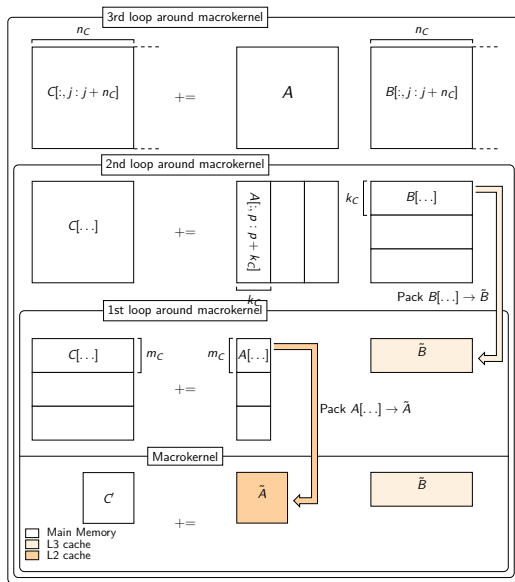 3rd loop around macrokernel
n_C
n_C
C[:, j : j + n_C]
+=
A
B[:, j : j + n_C]
2nd loop around macrokernel
C[...]
+=
A[:, p : p + k_C]
k_C
B[...]
k_C
Pack B[...] → B̃
1st loop around macrokernel
C[...]
m_C
+=
m_C
A[...]
B̃
Pack A[...] → Ã
Macrokernel
C'
+=
Ã
B̃
Main Memory
L3 cache
L2 cache